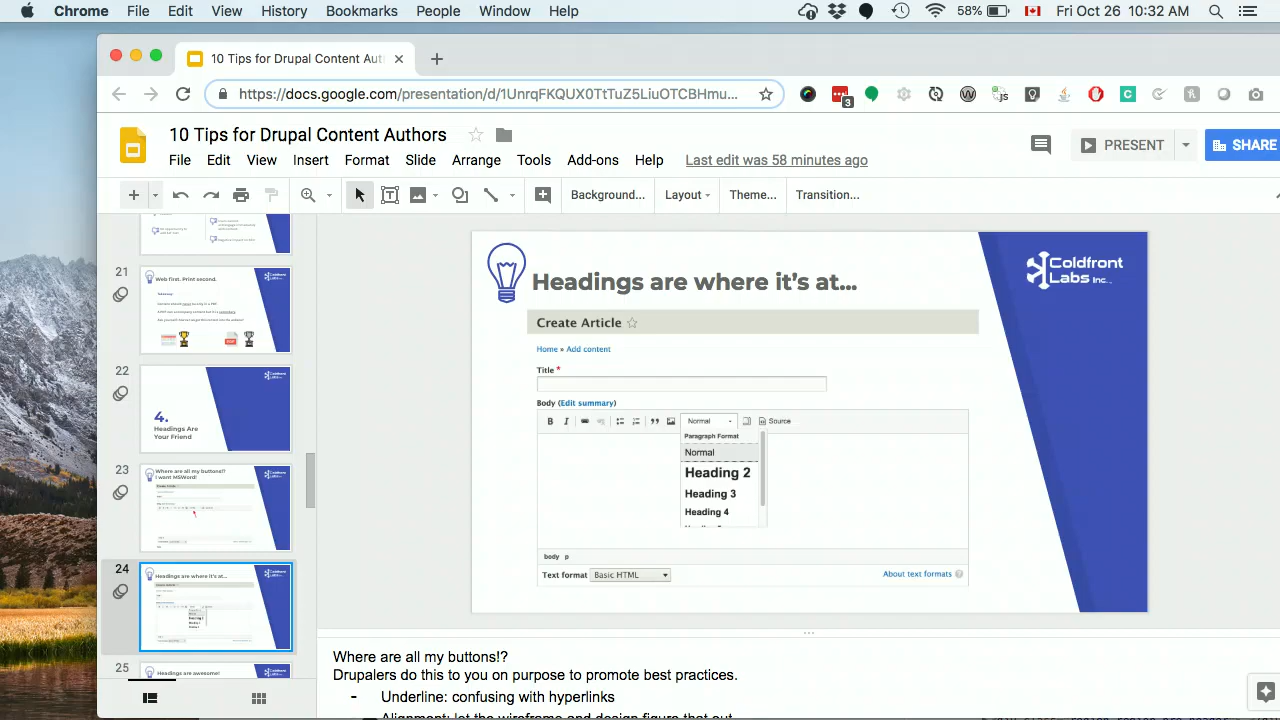 Chrome File Edit View History Bookmarks People Window Help 58% Fri Oct 26 10:32 AM
10 Tips for Drupal Content Aut
https://docs.google.com/presentation/d/1UnrqFKQUX0TtTuZ5LiuOTCBHmu...
3
10 Tips for Drupal Content Authors
File Edit View Insert Format Slide Arrange Tools Add-ons Help Last edit was 58 minutes ago
PRESENT
SHARE
Background... Layout Theme... Transition...
21
Web first. Print second.
22
4.
Headings Are
Your Friend
23
Where are all my buttons!?
I want MSWord!
24
Headings are where it's at...
25
Headings are awesome!
Headings are where it's at...
Coldfront
Labs Inc.
Create Article
Home » Add content
Title *
Body (Edit summary)
B I Normal Source
Paragraph Format
Normal
Heading 2
Heading 3
Heading 4
body p
Text format Basic HTML About text formats
Where are all my buttons!?
Drupalers do this to you on purpose to promote best practices.
- Underline: confusing with hyperlinks